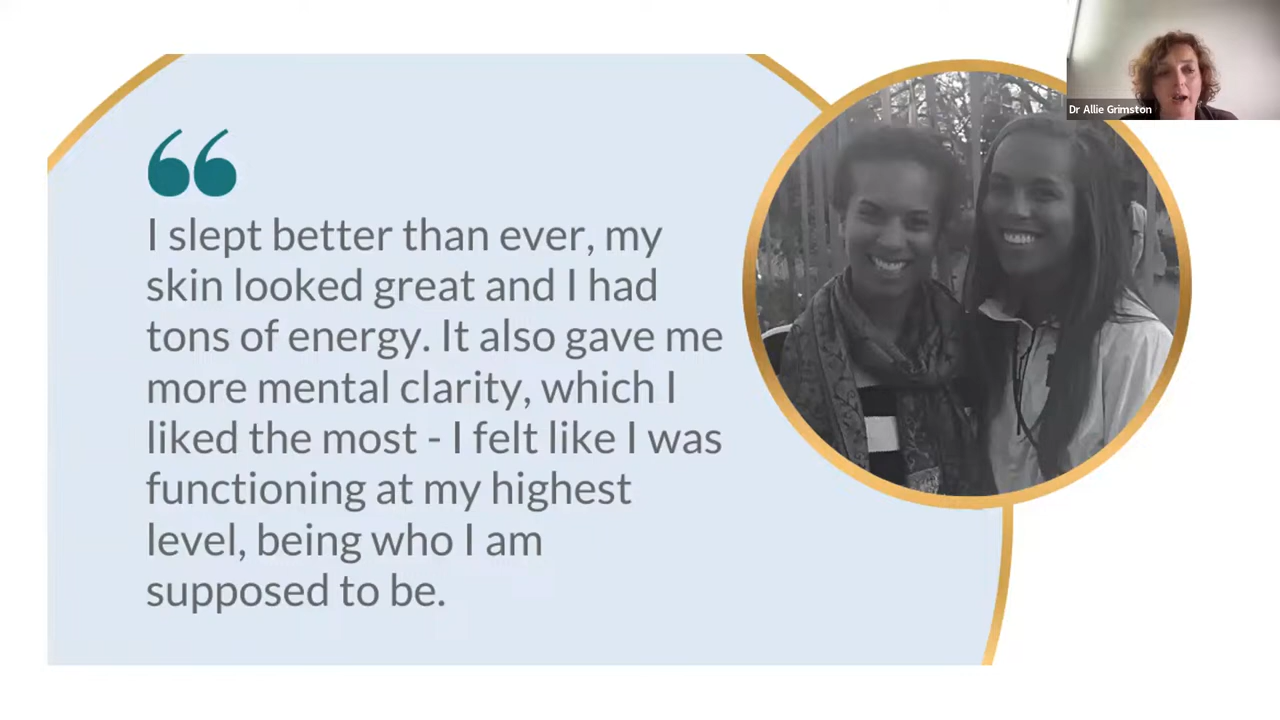 Dr Allie Grimston
“
I slept better than ever, my
skin looked great and I had
tons of energy. It also gave me
more mental clarity, which I
liked the most - I felt like I was
functioning at my highest
level, being who I am
supposed to be.